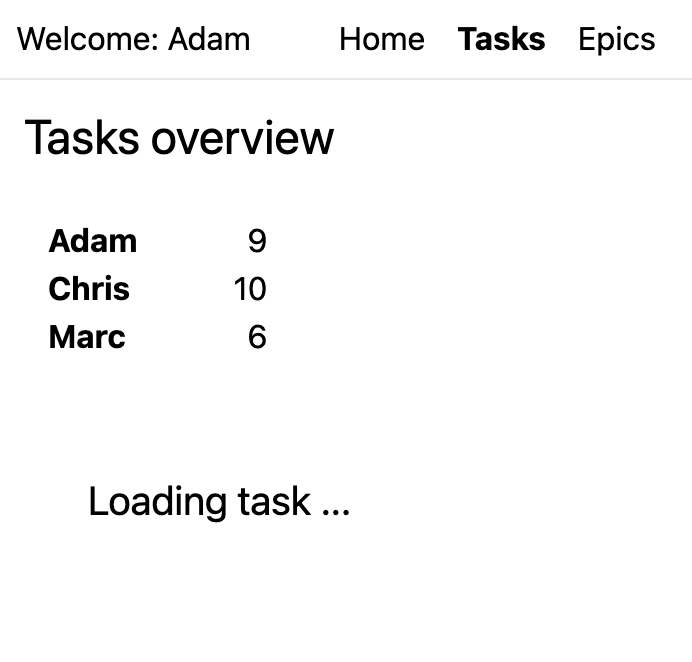 Welcome: Adam Home Tasks Epics
Tasks overview
Adam 9
Chris 10
Marc 6
Loading task ...